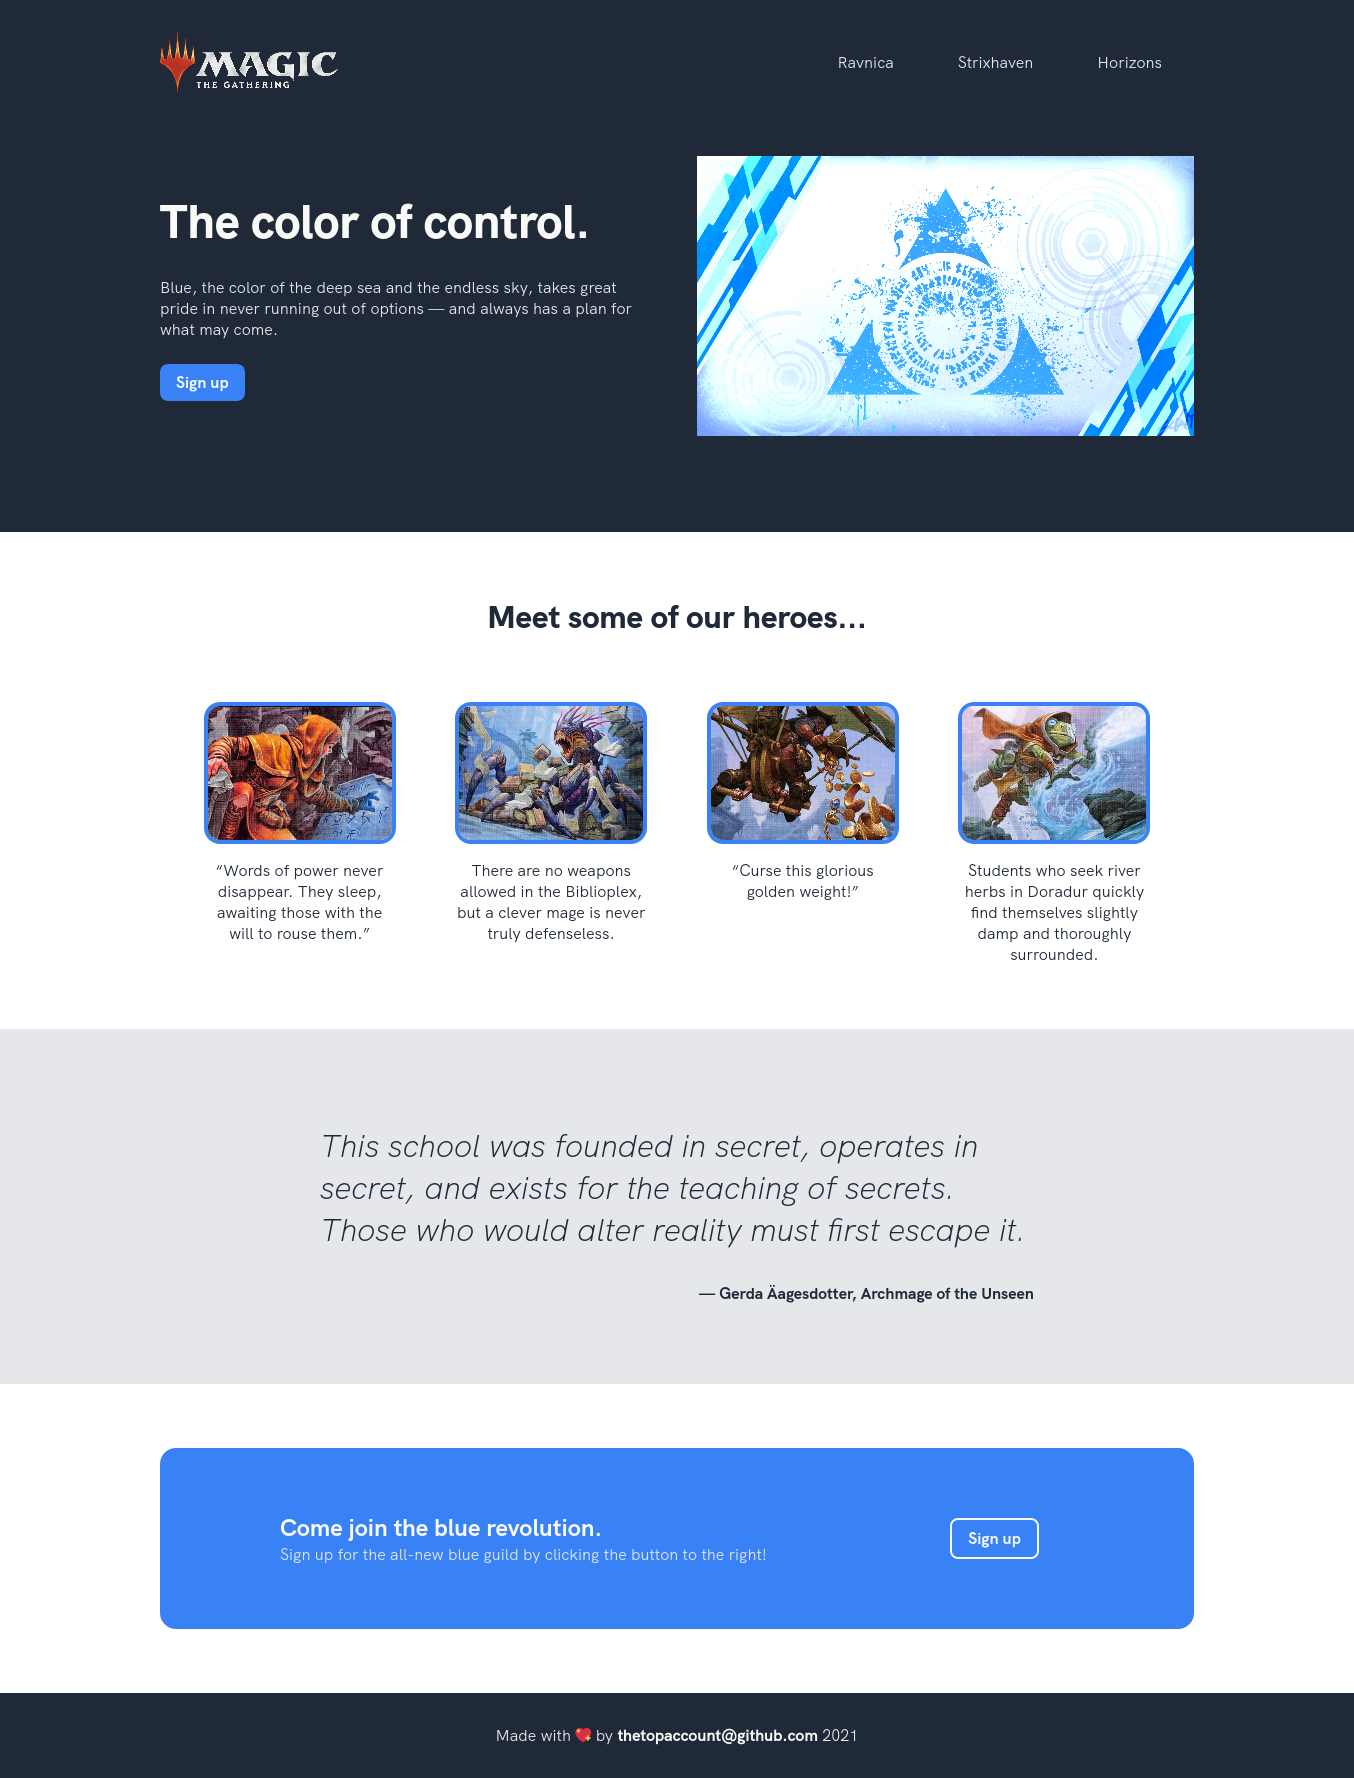 MAGIC
THE GATHERING
Ravnica
Strixhaven
Horizons
The color of control.
Blue, the color of the deep sea and the endless sky, takes great
pride in never running out of options — and always has a plan for
what may come.
Sign up
Meet some of our heroes...
“Words of power never
disappear. They sleep,
awaiting those with the
will to rouse them.”
There are no weapons
allowed in the Biblioplex,
but a clever mage is never
truly defenseless.
“Curse this glorious
golden weight!”
Students who seek river
herbs in Doradur quickly
find themselves slightly
damp and thoroughly
surrounded.
This school was founded in secret, operates in
secret, and exists for the teaching of secrets.
Those who would alter reality must first escape it.
— Gerda Äagesdotter, Archmage of the Unseen
Come join the blue revolution.
Sign up for the all-new blue guild by clicking the button to the right!
Sign up
Made with 💖 by thetopaccount@github.com 2021